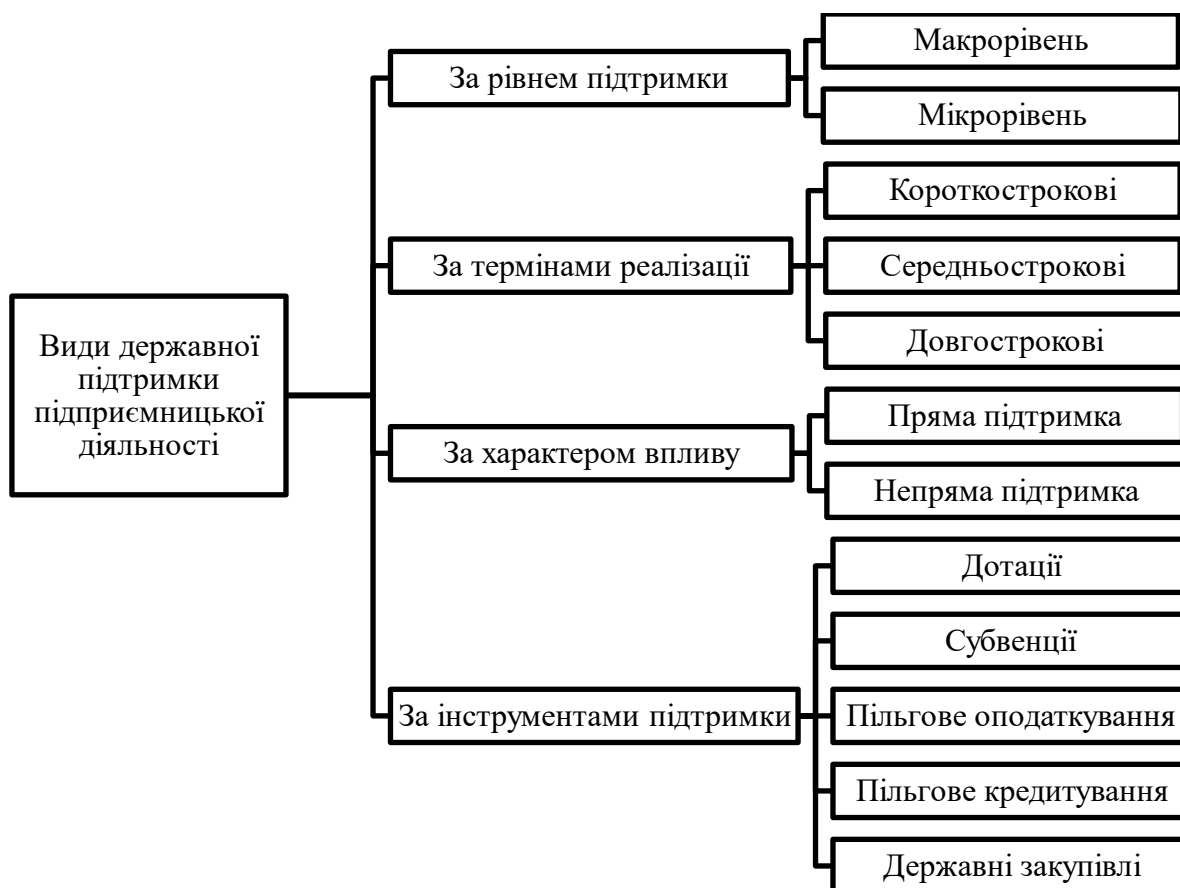 Види державної
підтримки
підприємницької
діяльності
За рівнем підтримки
Макрорівень
Мікрорівень
За термінами реалізації
Короткострокові
Середньострокові
Довгострокові
За характером впливу
Пряма підтримка
Непряма підтримка
За інструментами підтримки
Дотації
Субвенції
Пільгове оподаткування
Пільгове кредитування
Державні закупівлі